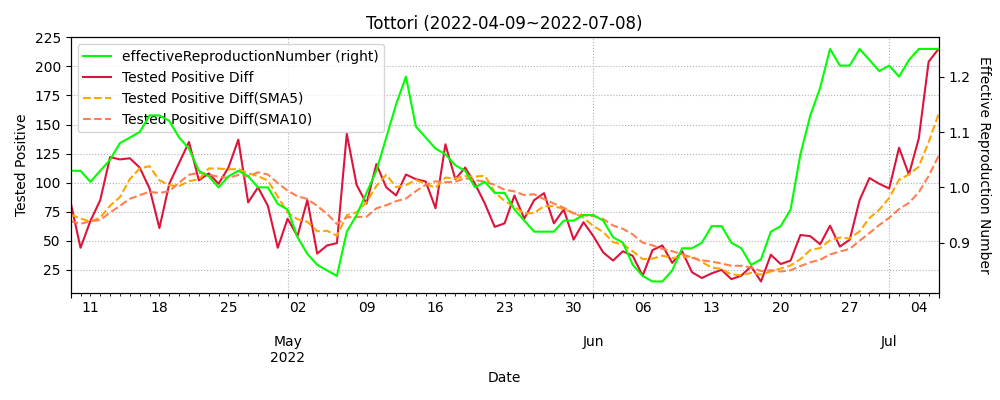 Tottori (2022-04-09~2022-07-08)
effectiveReproductionNumber (right)
Tested Positive Diff
Tested Positive Diff(SMA5)
Tested Positive Diff(SMA10)
Tested Positive
225
200
175
150
125
100
75
50
25
Effective Reproduction Number
1.2
1.1
1.0
0.9
11 18 25 02 09 16 23 30 06 13 20 27 04
May Jun Jul
2022
Date